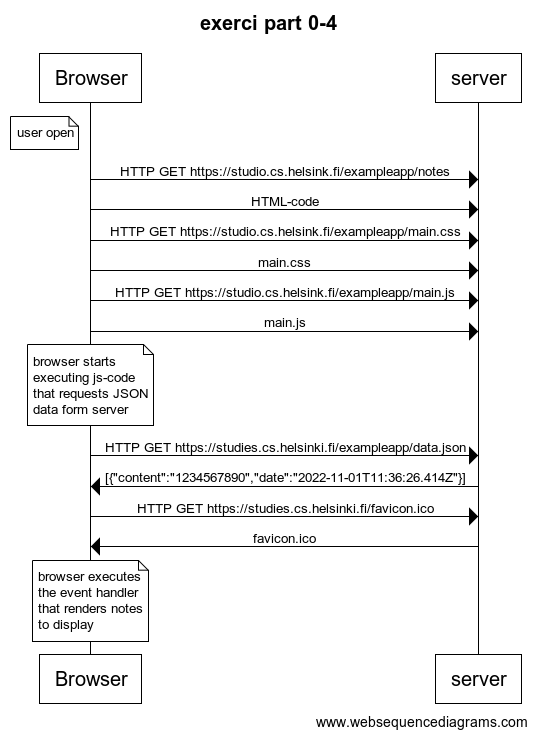 exerci part 0-4
Browser
server
user open
HTTP GET https://studio.cs.helsink.fi/exampleapp/notes
HTML-code
HTTP GET https://studio.cs.helsink.fi/exampleapp/main.css
main.css
HTTP GET https://studio.cs.helsink.fi/exampleapp/main.js
main.js
browser starts
executing js-code
that requests JSON
data form server
HTTP GET https://studies.cs.helsinki.fi/exampleapp/data.json
[{"content":"1234567890","date":"2022-11-01T11:36:26.414Z"}]
HTTP GET https://studies.cs.helsinki.fi/favicon.ico
favicon.ico
browser executes
the event handler
that renders notes
to display
Browser
server
www.websequencediagrams.com